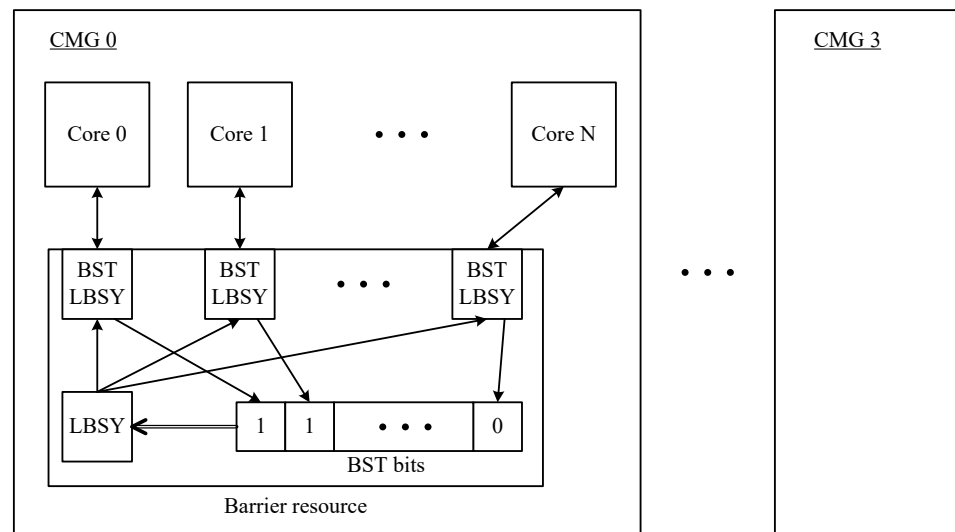 CMG 0
CMG 3
Core 0
Core 1
• • •
Core N
BST
LBSY
BST
LBSY
• • •
BST
LBSY
• • •
LBSY
1
1
• • •
0
BST bits
Barrier resource